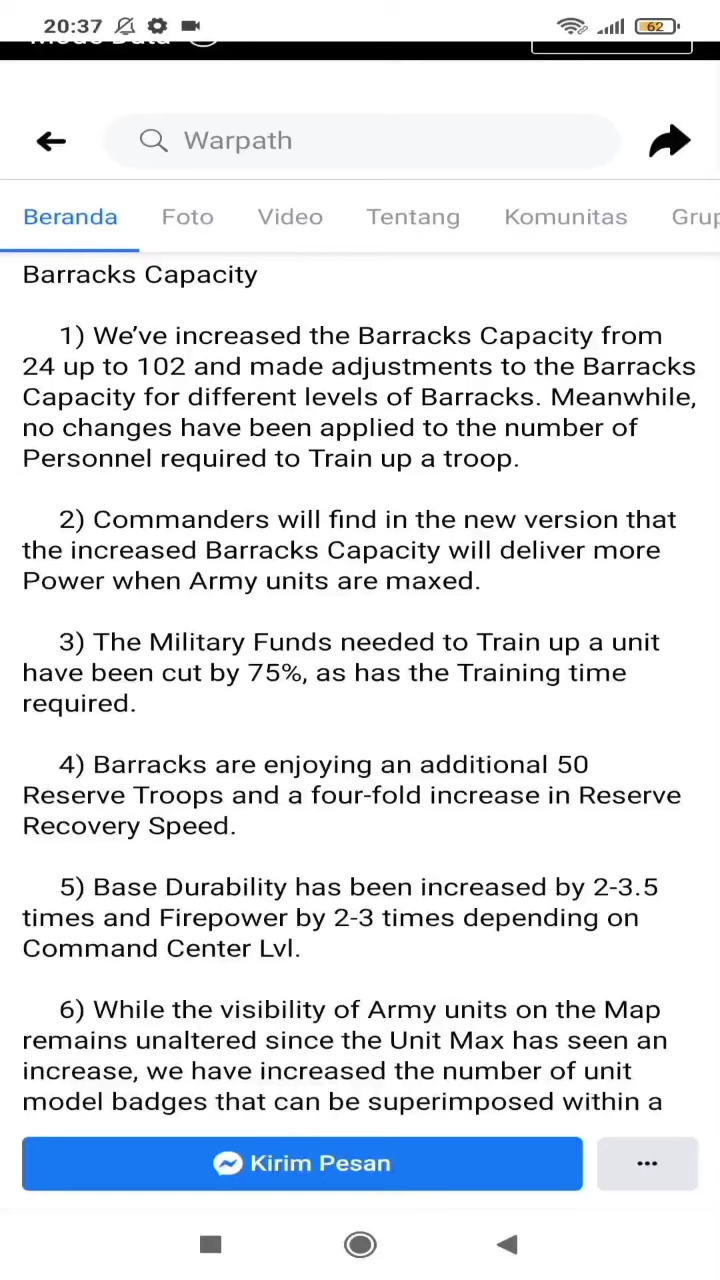 20:37
62
Mode Data
Warpath
Beranda Foto Video Tentang Komunitas Grup
Barracks Capacity
1) We’ve increased the Barracks Capacity from
24 up to 102 and made adjustments to the Barracks
Capacity for different levels of Barracks. Meanwhile,
no changes have been applied to the number of
Personnel required to Train up a troop.
2) Commanders will find in the new version that
the increased Barracks Capacity will deliver more
Power when Army units are maxed.
3) The Military Funds needed to Train up a unit
have been cut by 75%, as has the Training time
required.
4) Barracks are enjoying an additional 50
Reserve Troops and a four-fold increase in Reserve
Recovery Speed.
5) Base Durability has been increased by 2-3.5
times and Firepower by 2-3 times depending on
Command Center Lvl.
6) While the visibility of Army units on the Map
remains unaltered since the Unit Max has seen an
increase, we have increased the number of unit
model badges that can be superimposed within a
Kirim Pesan